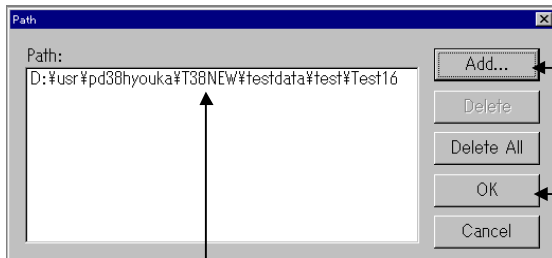 Path
Path:
D:¥usr¥pd38hyouka¥T38NEW¥testdata¥test¥Test16
Add...
Delete
Delete All
OK
Cancel